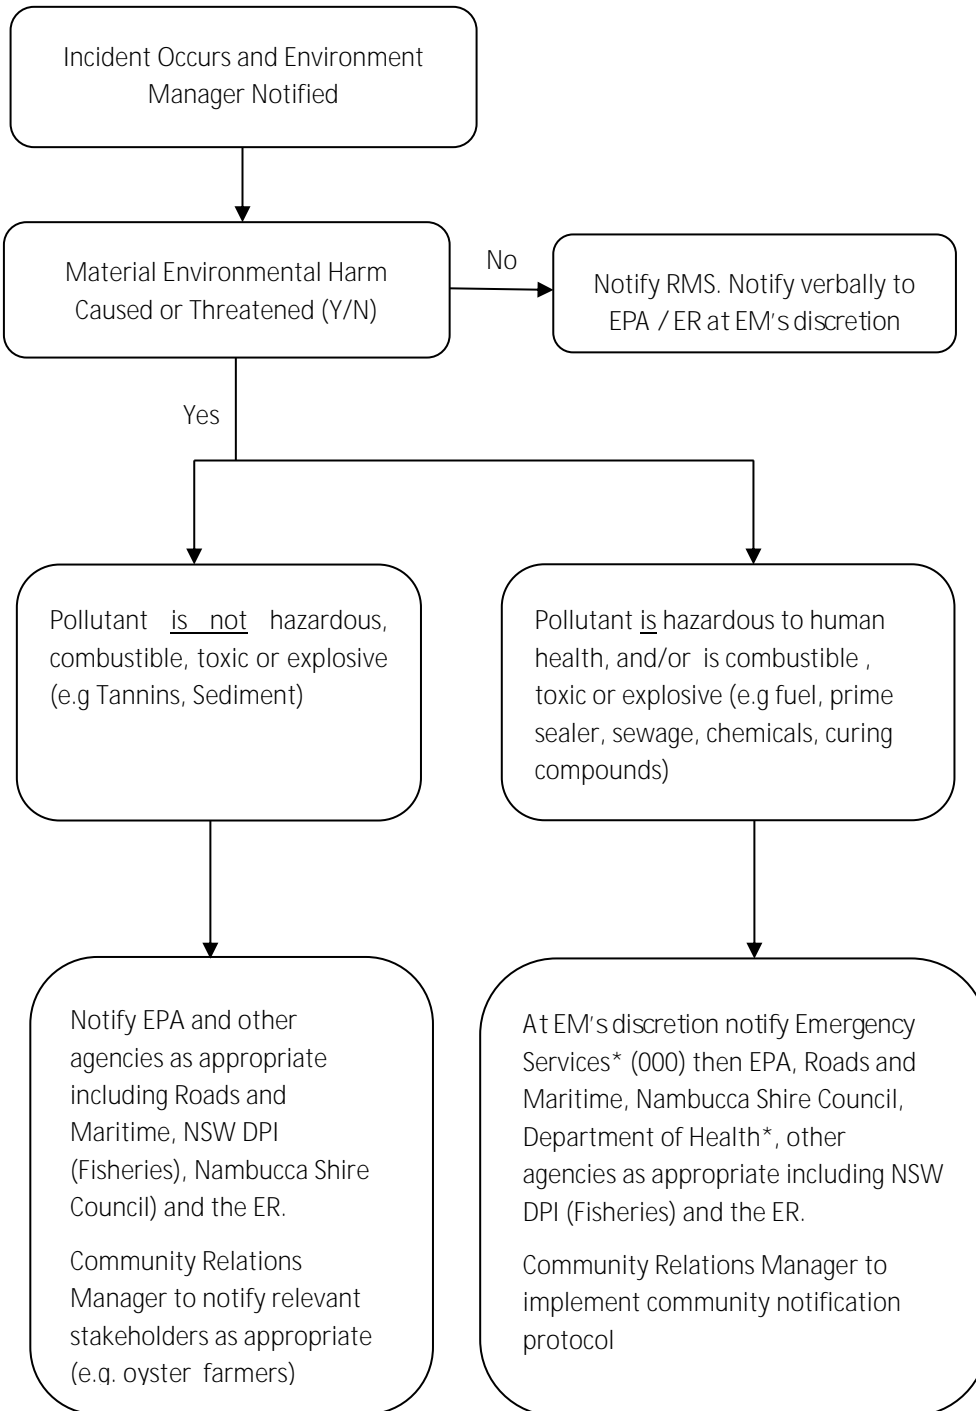 Incident Occurs and Environment
Manager Notified
Material Environmental Harm
Caused or Threatened (Y/N)
No
Notify RMS. Notify verbally to
EPA / ER at EM's discretion
Yes
Pollutant is not hazardous,
combustible, toxic or explosive
(e.g Tannins, Sediment)
Pollutant is hazardous to human
health, and/or is combustible ,
toxic or explosive (e.g fuel, prime
sealer, sewage, chemicals, curing
compounds)
Notify EPA and other
agencies as appropriate
including Roads and
Maritime, NSW DPI
(Fisheries), Nambucca Shire
Council) and the ER.
Community Relations
Manager to notify relevant
stakeholders as appropriate
(e.g. oyster farmers)
At EM's discretion notify Emergency
Services* (000) then EPA, Roads and
Maritime, Nambucca Shire Council,
Department of Health*, other
agencies as appropriate including NSW
DPI (Fisheries) and the ER.
Community Relations Manager to
implement community notification
protocol